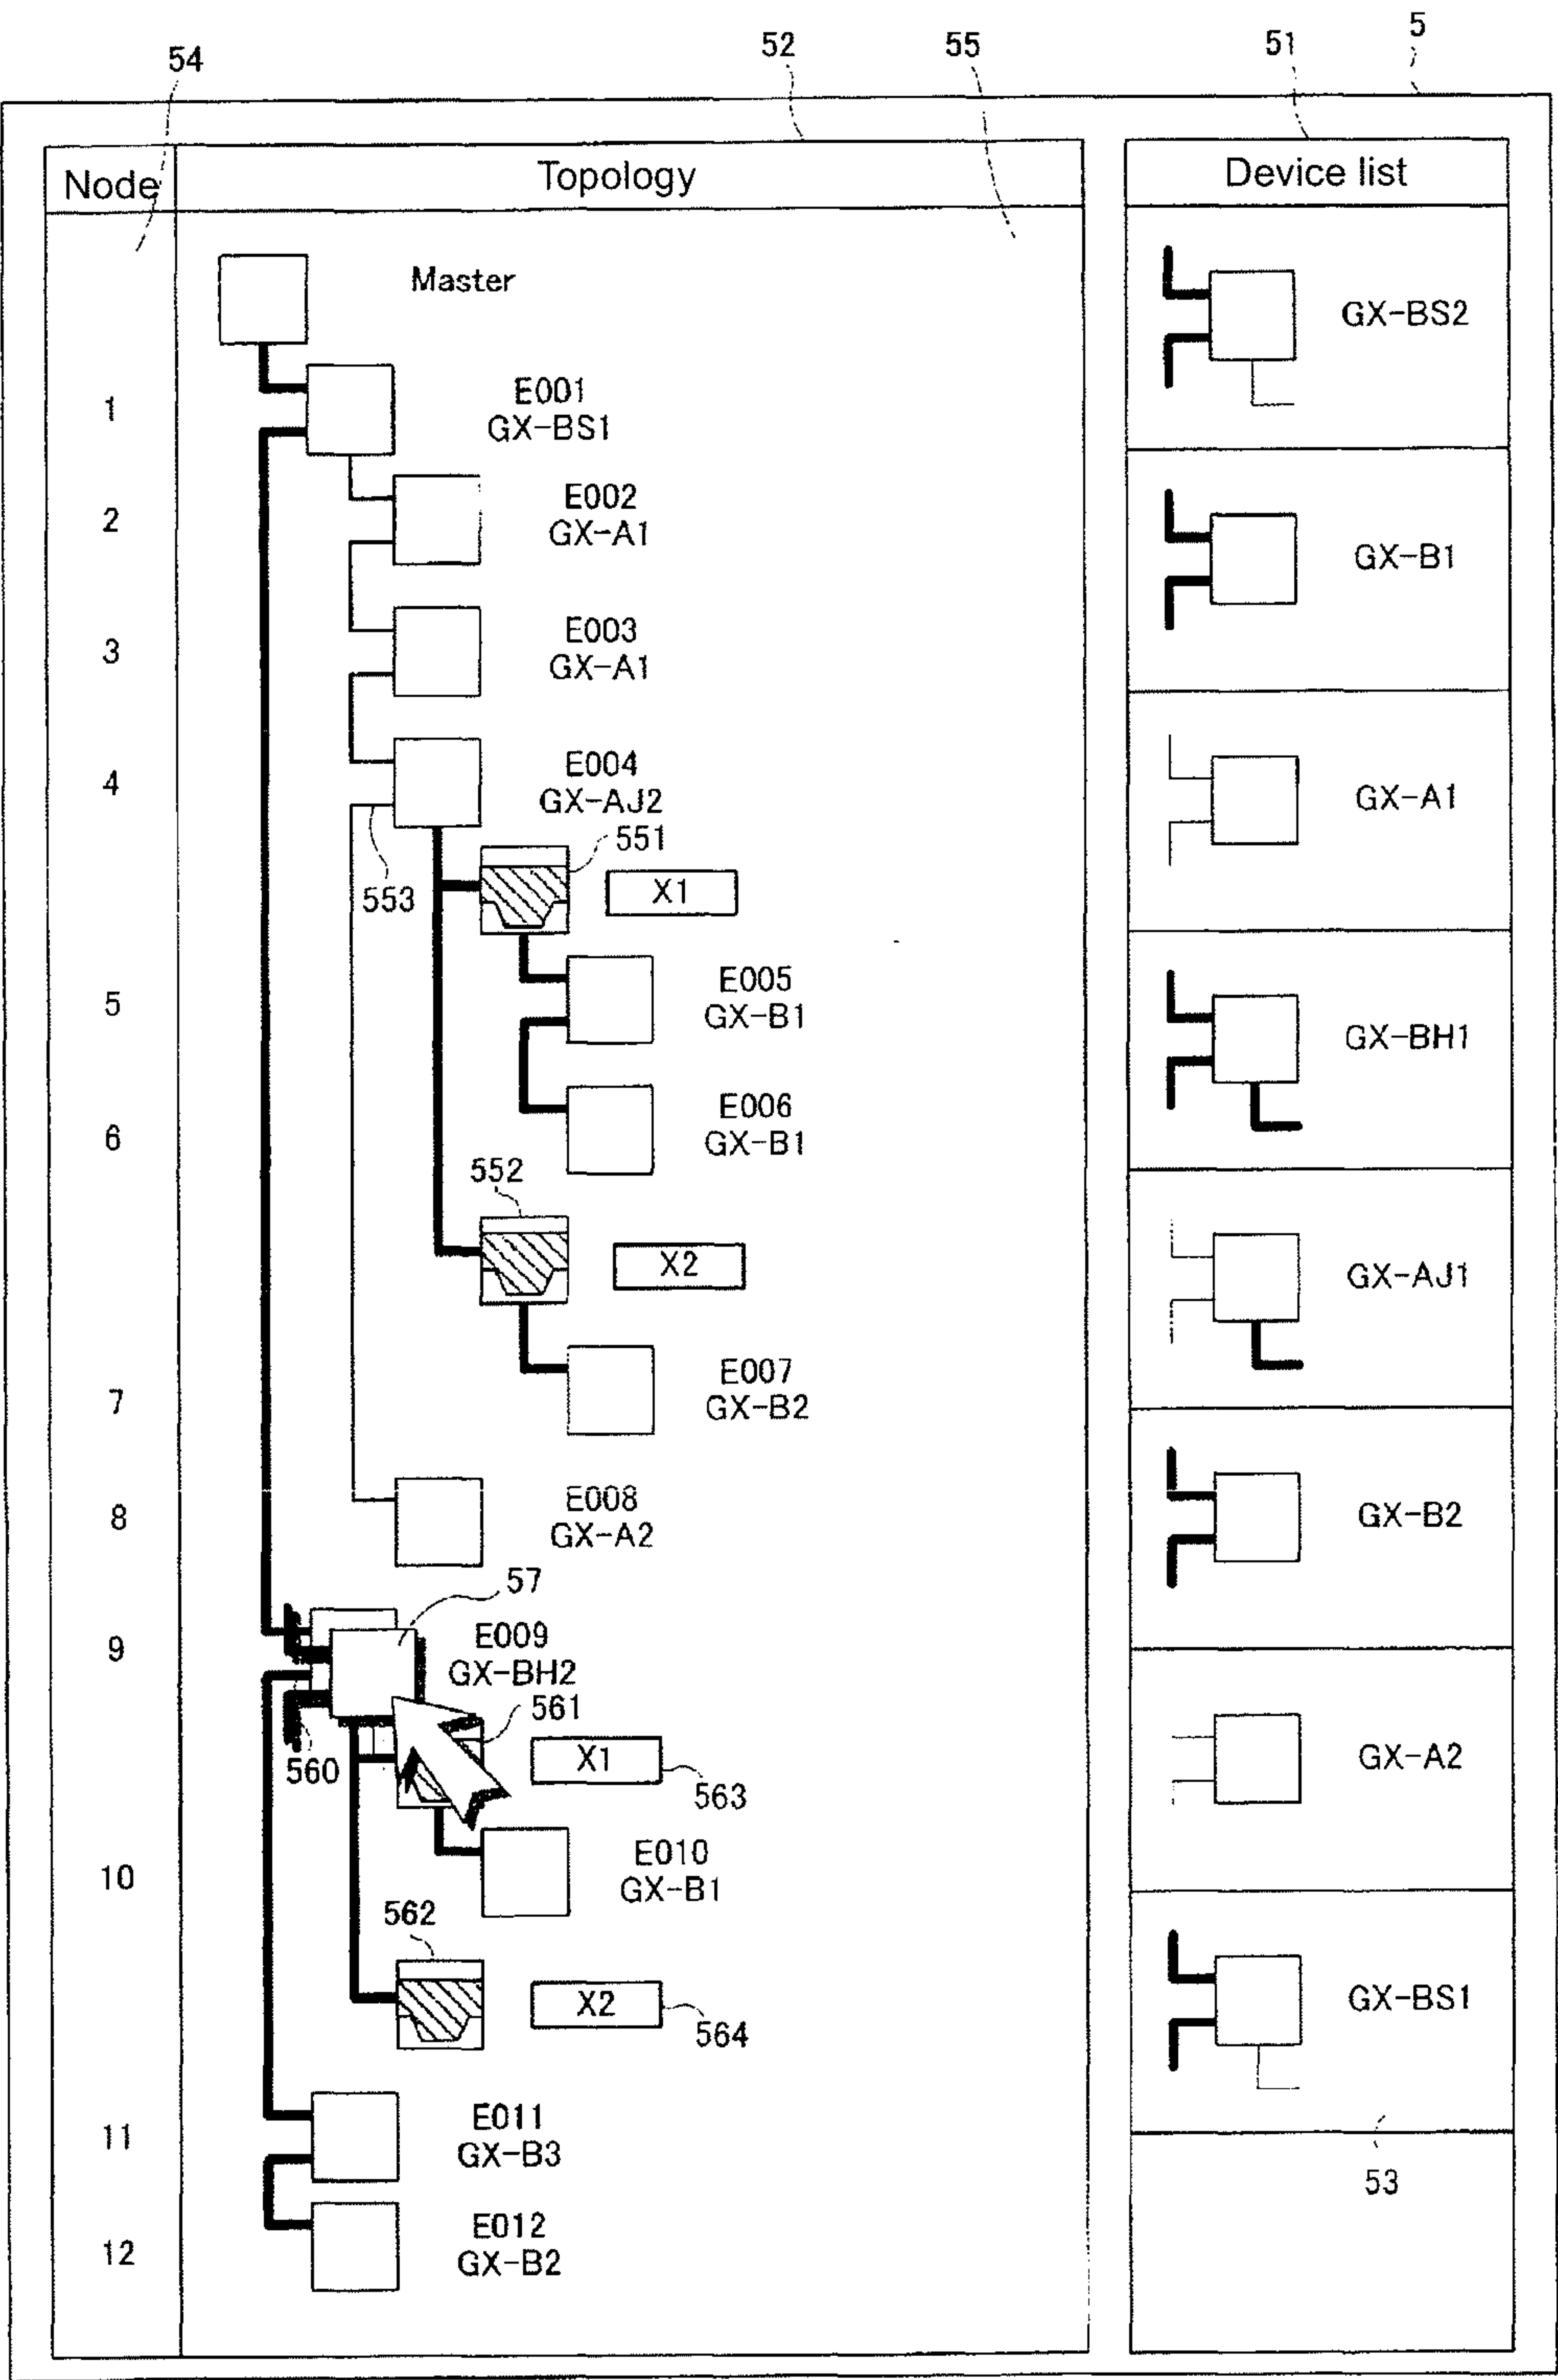 54
52
55
51
5
Node
Topology
Device list
Master
GX-BS2
1
E001
GX-BS1
2
E002
GX-A1
GX-B1
3
E003
GX-A1
4
E004
GX-AJ2
GX-A1
551
553
X1
5
E005
GX-B1
GX-BH1
6
E006
GX-B1
552
X2
GX-AJ1
7
E007
GX-B2
8
E008
GX-A2
GX-B2
57
9
E009
GX-BH2
561
560
X1
563
GX-A2
10
E010
GX-B1
562
X2
564
GX-BS1
11
E011
GX-B3
53
12
E012
GX-B2